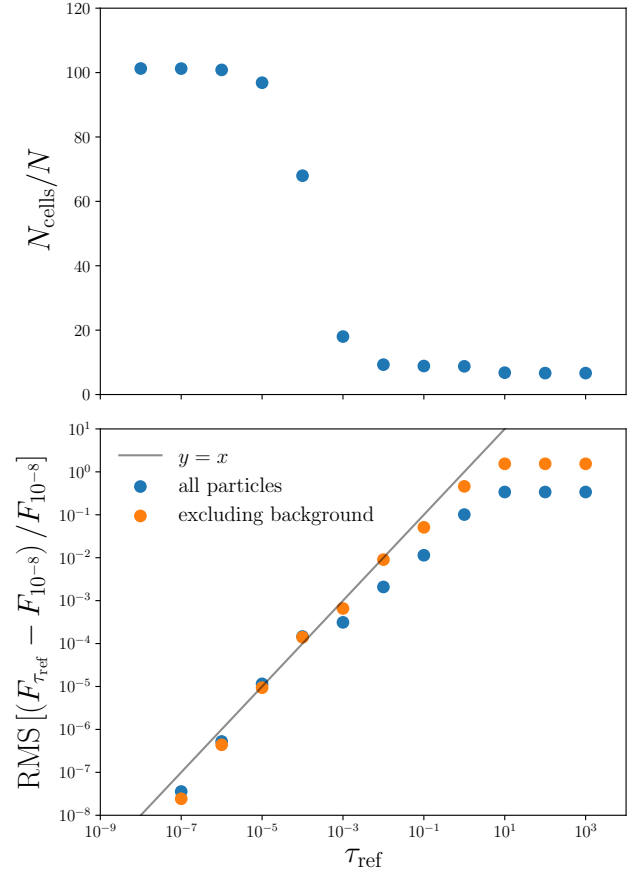 120
100
80
60
40
20
0
N_cells/N
10^1
10^0
10^-1
10^-2
10^-3
10^-4
10^-5
10^-6
10^-7
10^-8
RMS [(F_τref − F_10^-8) / F_10^-8]
y = x
all particles
excluding background
10^-9 10^-7 10^-5 10^-3 10^-1 10^1 10^3
τ_ref